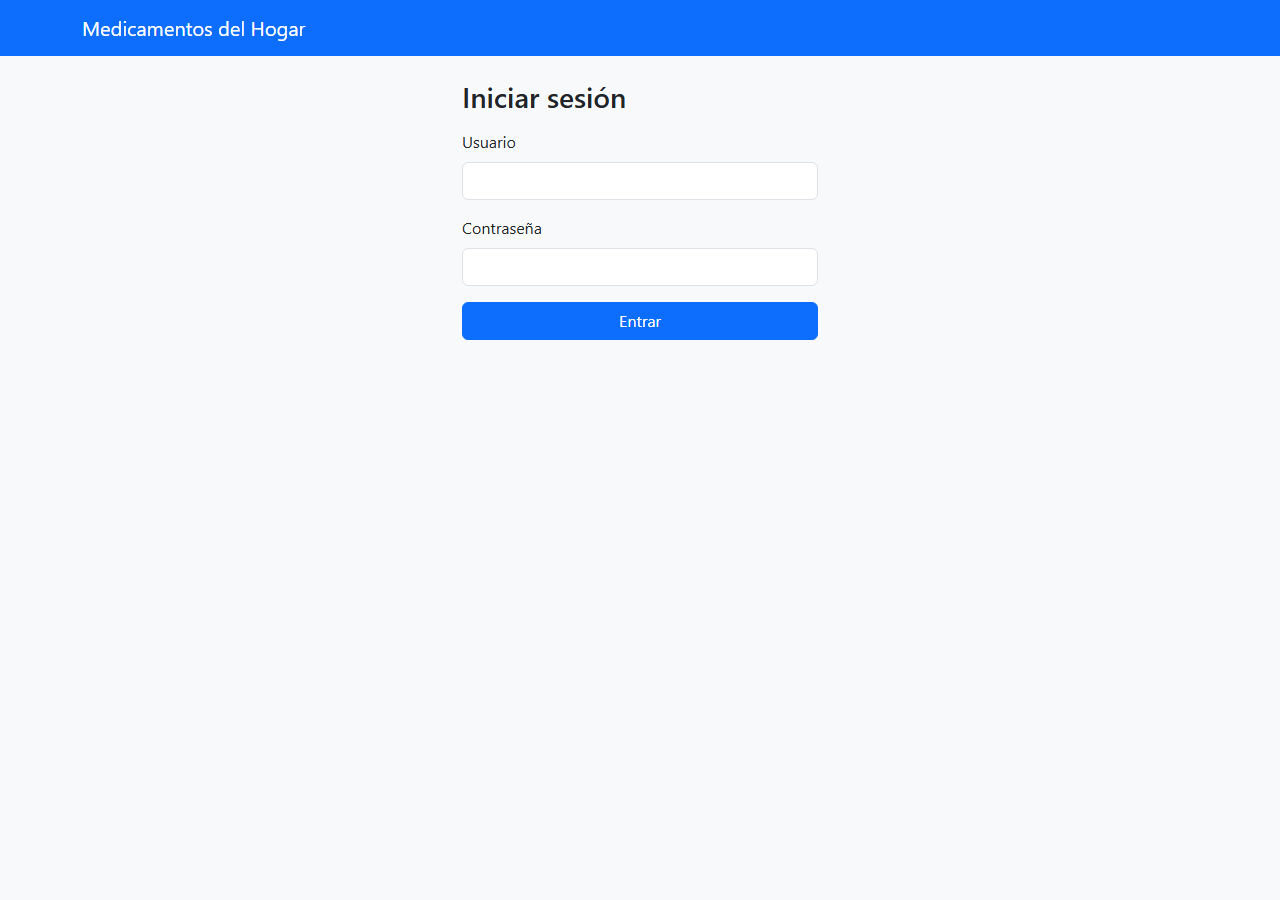 Medicamentos del Hogar
Iniciar sesión
Usuario
Contraseña
Entrar